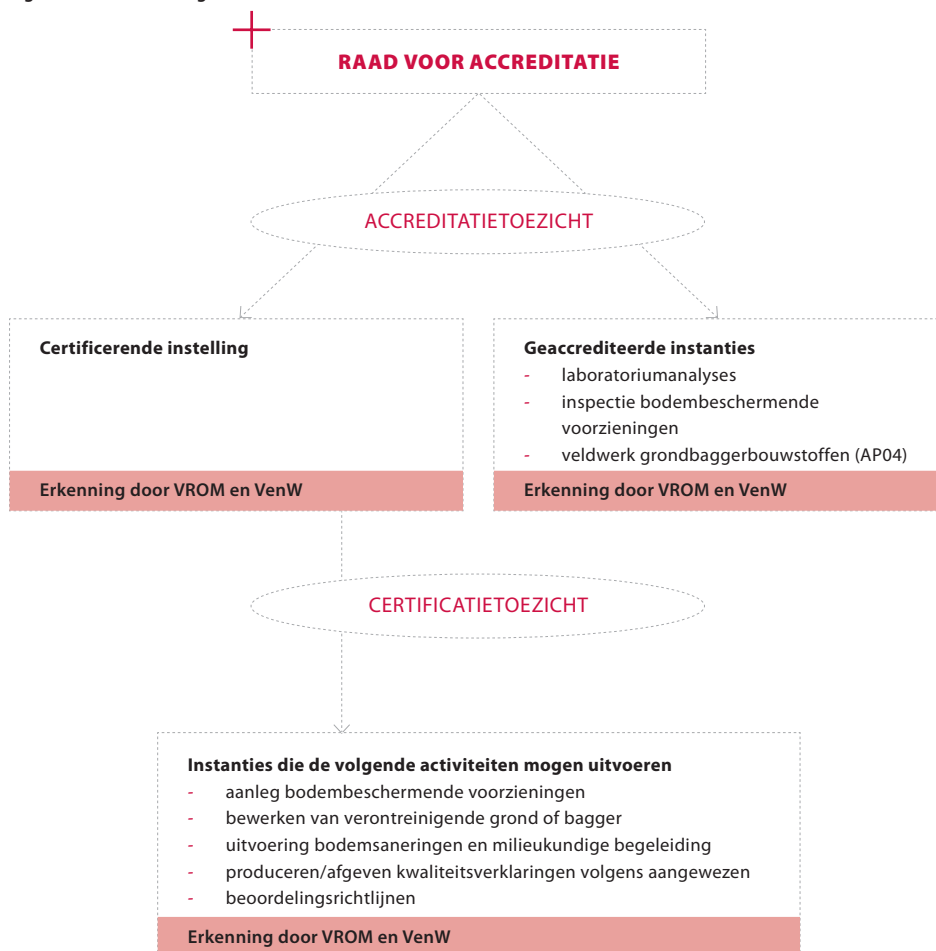 RAAD VOOR ACCREDITATIE
ACCREDITATIETOEZICHT
Certificerende instelling
Erkenning door VROM en VenW
Geaccrediteerde instanties
- laboratoriumanalyses
- inspectie bodembeschermende
voorzieningen
- veldwerk grondbaggerbouwstoffen (AP04)
Erkenning door VROM en VenW
CERTIFICATIETOEZICHT
Instanties die de volgende activiteiten mogen uitvoeren
- aanleg bodembeschermende voorzieningen
- bewerken van verontreinigende grond of bagger
- uitvoering bodemsaneringen en milieukundige begeleiding
- produceren/afgeven kwaliteitsverklaringen volgens aangewezen
- beoordelingsrichtlijnen
Erkenning door VROM en VenW